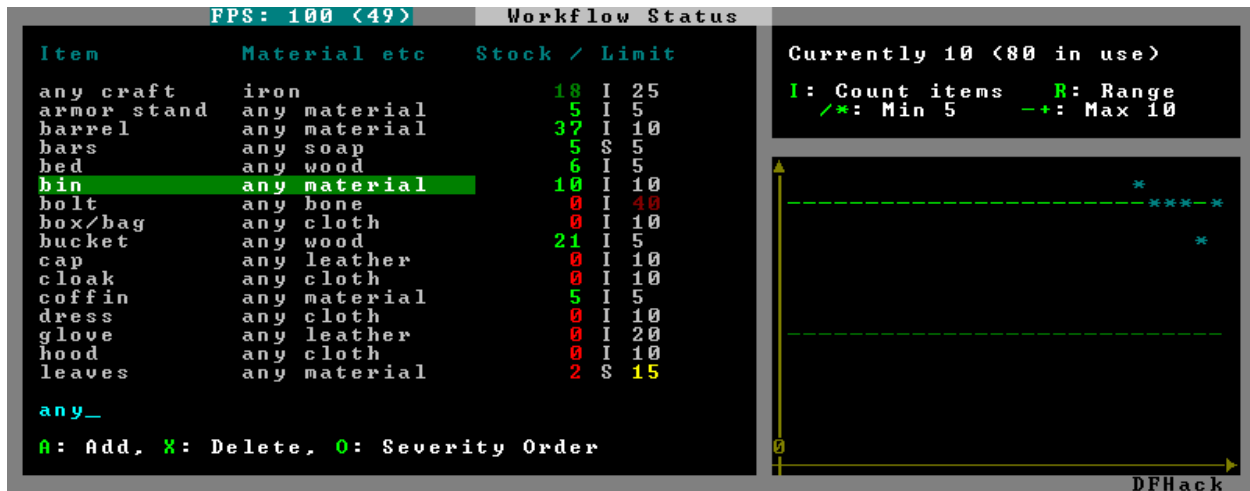 FPS: 100 (49) Workflow Status
Item Material etc Stock / Limit
any craft iron 18 I 25
armor stand any material 5 I 5
barrel any material 37 I 10
bars any soap 5 S 5
bed any wood 6 I 5
bin any material 10 I 10
bolt any bone 0 I 40
box/bag any cloth 0 I 10
bucket any wood 21 I 5
cap any leather 0 I 10
cloak any cloth 0 I 10
coffin any material 5 I 5
dress any cloth 0 I 10
glove any leather 0 I 20
hood any cloth 0 I 10
leaves any material 2 S 15
any_
A: Add, X: Delete, O: Severity Order
Currently 10 (80 in use)
I: Count items R: Range
/*: Min 5 -+: Max 10
0
DFHack